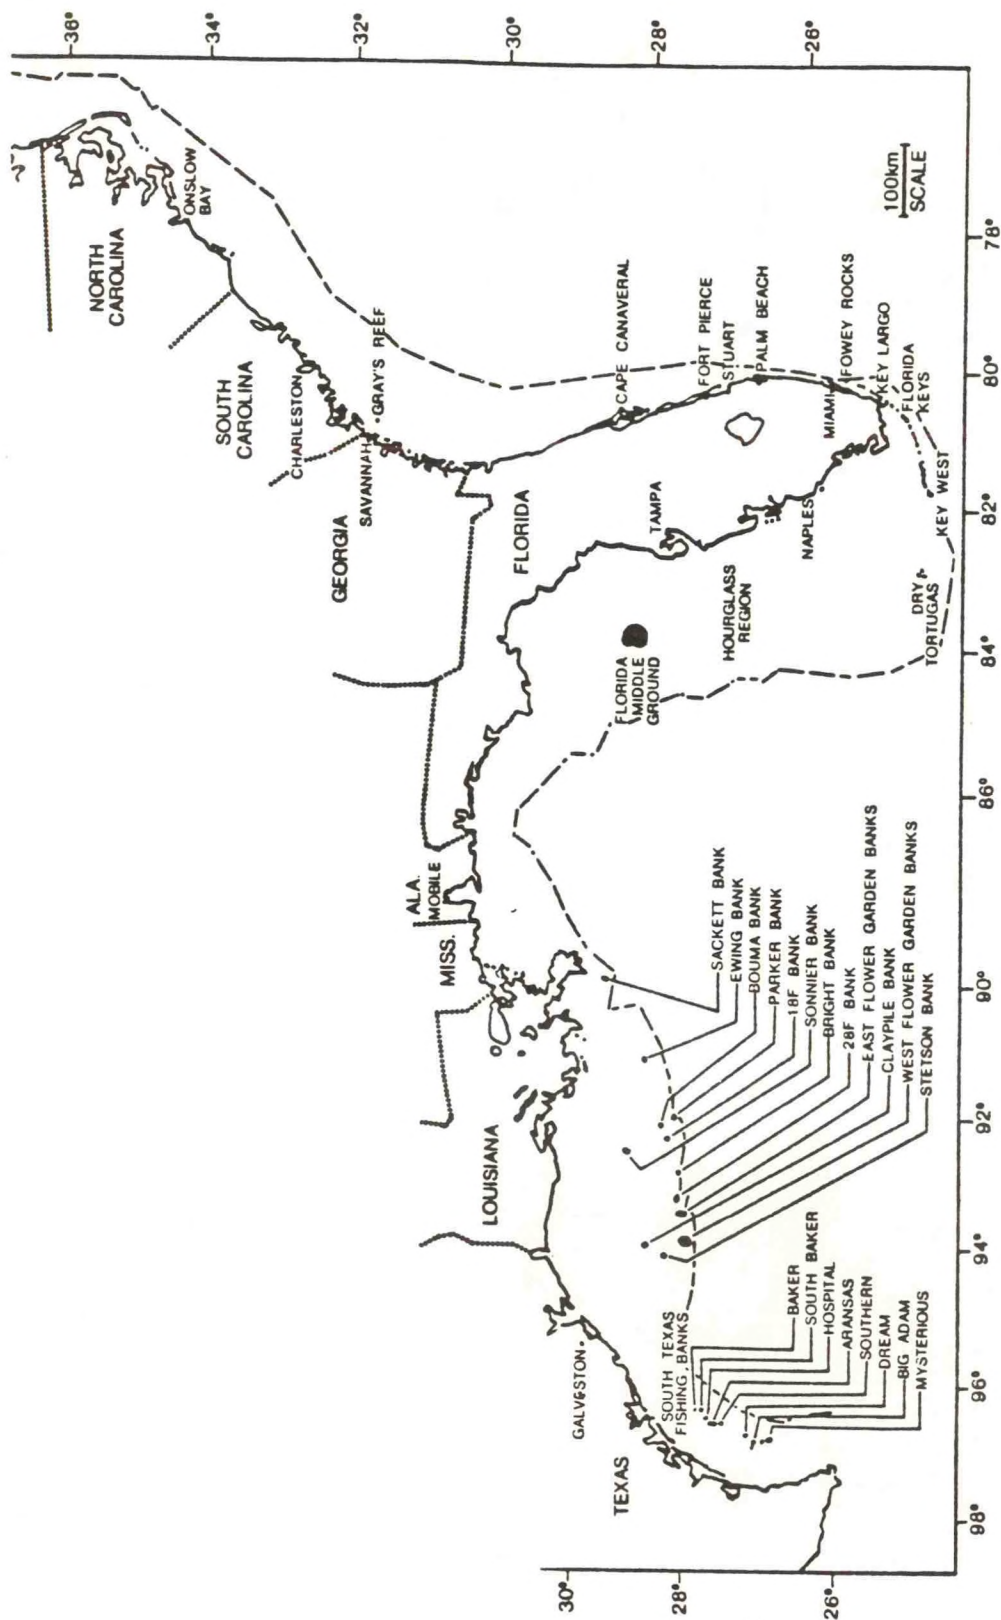 36°
34°
32°
30°
28°
26°
NORTH
CAROLINA
ONSLOW
BAY
SOUTH
CAROLINA
CHARLESTON
GRAY'S REEF
SAVANNAH
GEORGIA
FLORIDA
CAPE CANAVERAL
FORT PIERCE
STUART
PALM BEACH
FOWEY ROCKS
MIAMI
KEY LARGO
FLORIDA
KEYS
KEY WEST
DRY
TORTUGAS
NAPLES
TAMPA
HOURGLASS
REGION
FLORIDA
MIDDLE
GROUND
100km
SCALE
ALA.
MOBILE
MISS.
LOUISIANA
SACKETT BANK
EWING BANK
BOUMA BANK
PARKER BANK
18F BANK
SONNIER BANK
BRIGHT BANK
28F BANK
EAST FLOWER GARDEN BANKS
CLAYPILE BANK
WEST FLOWER GARDEN BANKS
STETSON BANK
TEXAS
GALVESTON
SOUTH TEXAS
FISHING BANKS
BAKER
SOUTH BAKER
HOSPITAL
ARANSAS
SOUTHERN
DREAM
BIG ADAM
MYSTERIOUS
30°
28°
26°
98°
96°
94°
92°
90°
86°
84°
82°
80°
78°